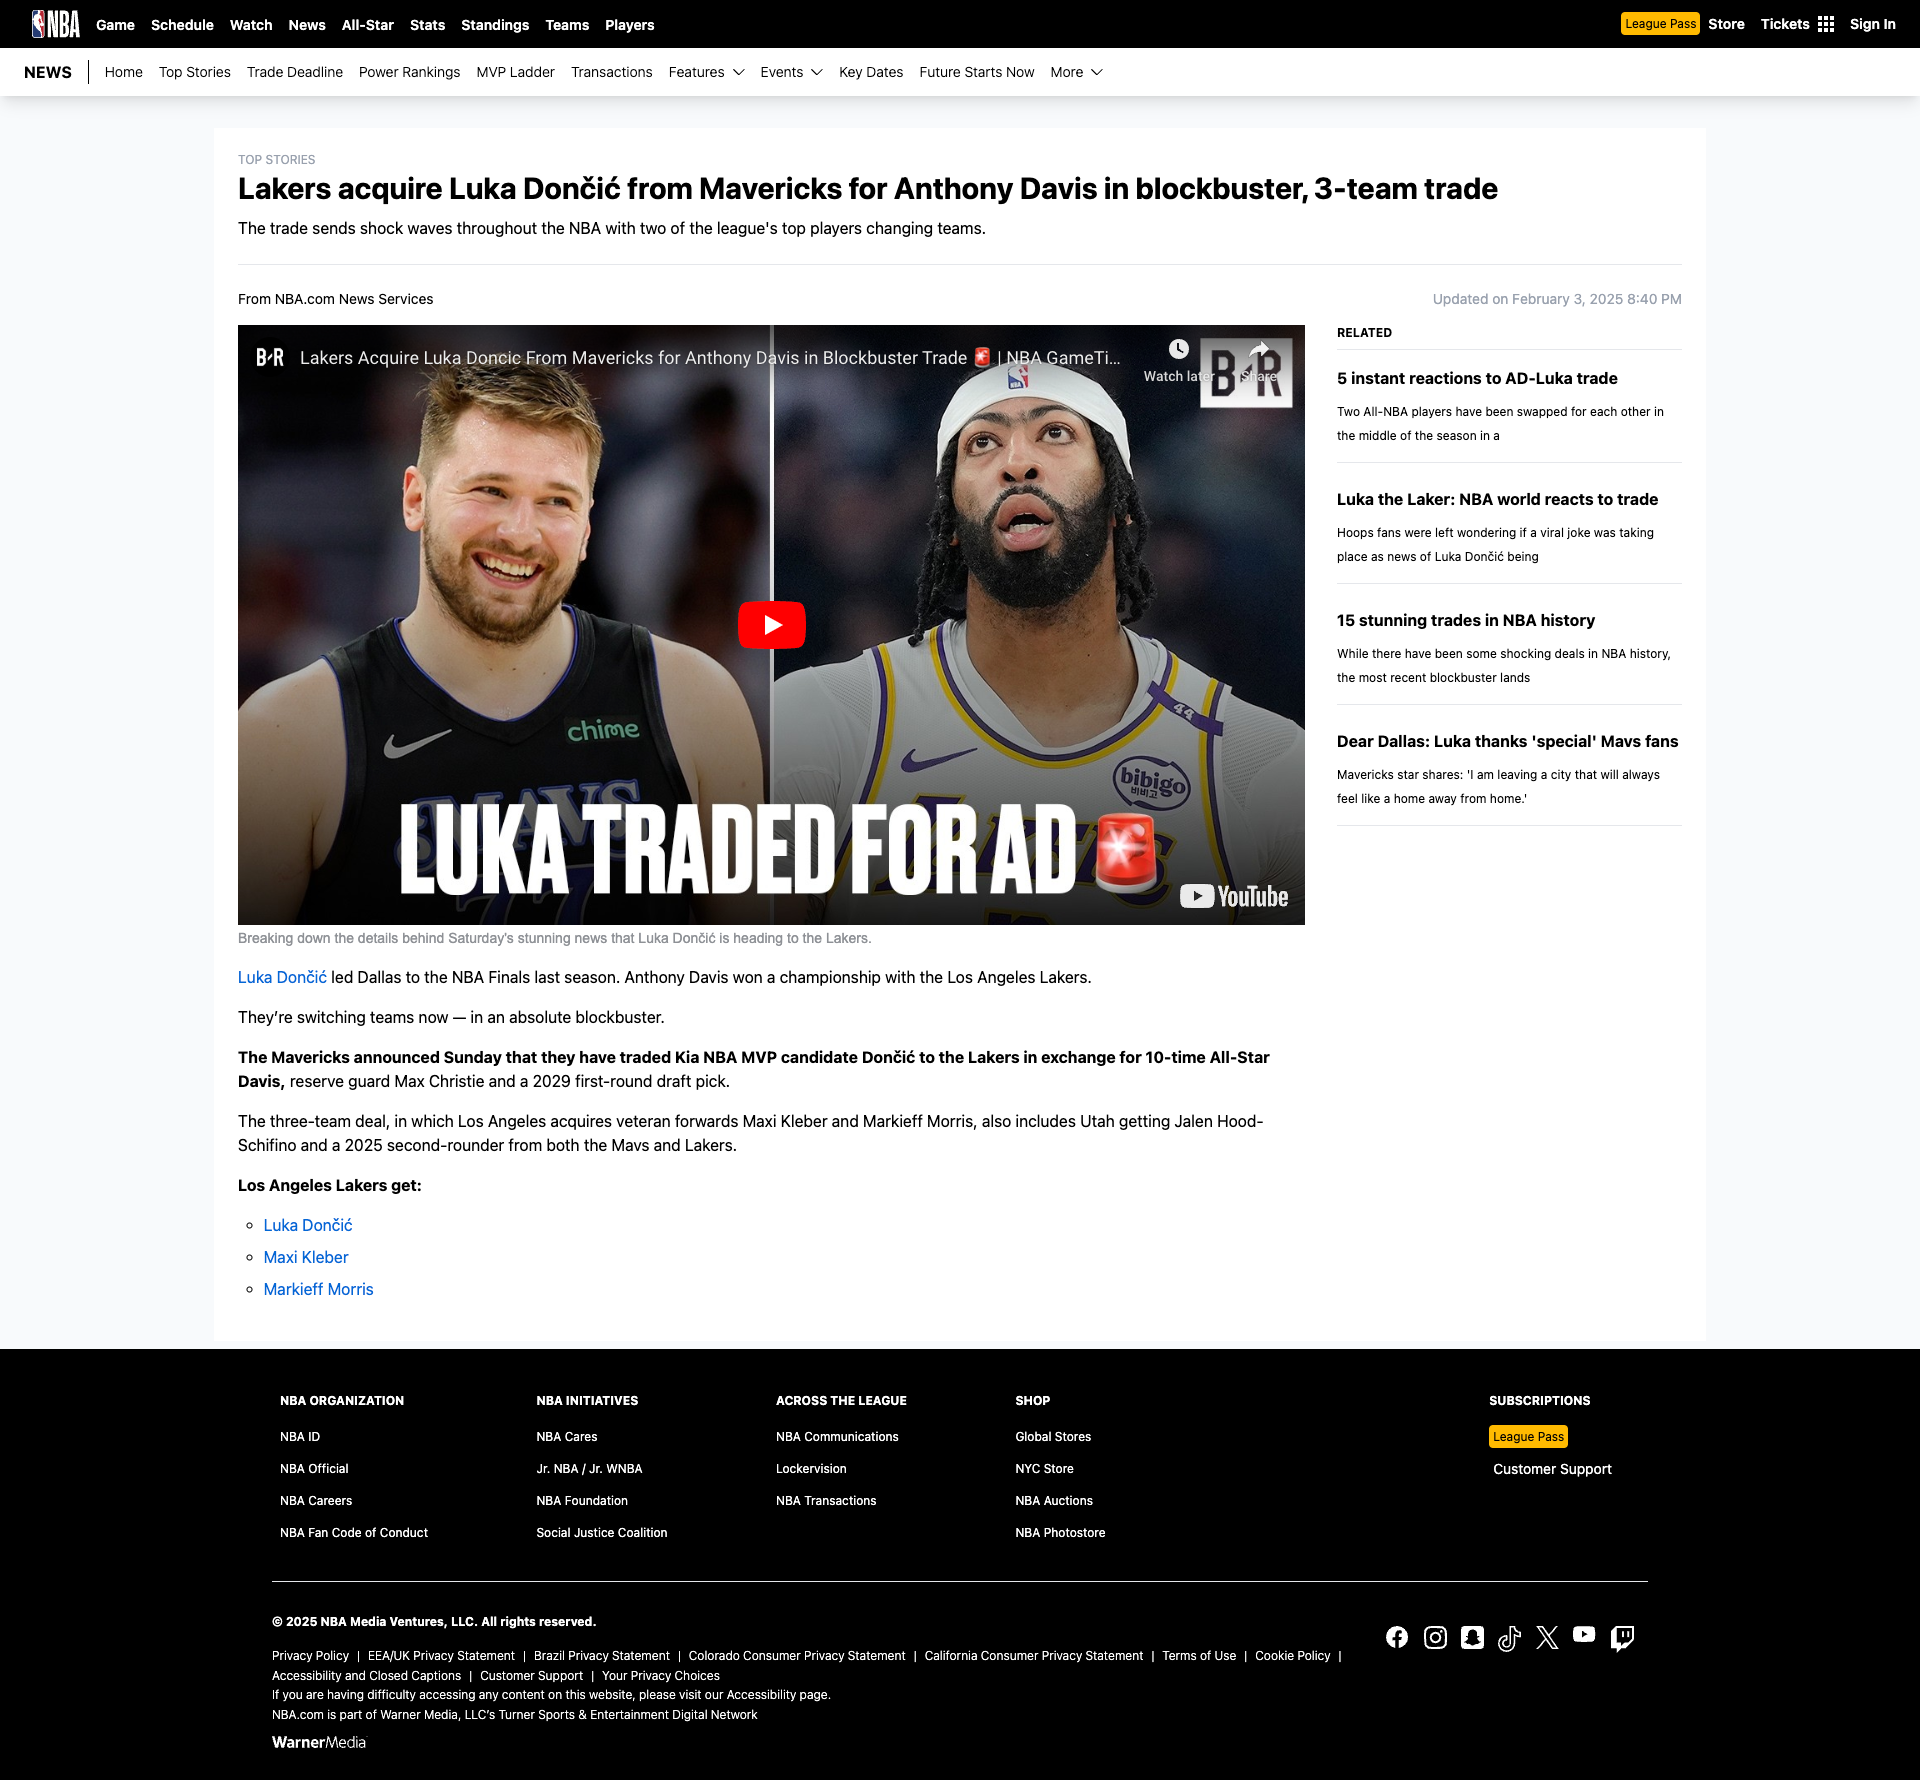 NBA
Game Schedule Watch News All-Star Stats Standings Teams Players
League Pass Store Tickets Sign In
NEWS Home Top Stories Trade Deadline Power Rankings MVP Ladder Transactions Features Events Key Dates Future Starts Now More
TOP STORIES
Lakers acquire Luka Dončić from Mavericks for Anthony Davis in blockbuster, 3-team trade
The trade sends shock waves throughout the NBA with two of the league's top players changing teams.
From NBA.com News Services
Updated on February 3, 2025 8:40 PM
B/R Lakers Acquire Luka Doncic From Mavericks for Anthony Davis in Blockbuster Trade 🚨 | NBA GameTi...
Watch later
Share
B/R
NBA
chime
MAVS
77
44
bibigo
비비고
LUKA TRADED FOR AD 🚨
YouTube
Breaking down the details behind Saturday's stunning news that Luka Dončić is heading to the Lakers.
Luka Dončić led Dallas to the NBA Finals last season. Anthony Davis won a championship with the Los Angeles Lakers.
They’re switching teams now — in an absolute blockbuster.
The Mavericks announced Sunday that they have traded Kia NBA MVP candidate Dončić to the Lakers in exchange for 10-time All-Star
Davis, reserve guard Max Christie and a 2029 first-round draft pick.
The three-team deal, in which Los Angeles acquires veteran forwards Maxi Kleber and Markieff Morris, also includes Utah getting Jalen Hood-
Schifino and a 2025 second-rounder from both the Mavs and Lakers.
Los Angeles Lakers get:
Luka Dončić
Maxi Kleber
Markieff Morris
RELATED
5 instant reactions to AD-Luka trade
Two All-NBA players have been swapped for each other in
the middle of the season in a
Luka the Laker: NBA world reacts to trade
Hoops fans were left wondering if a viral joke was taking
place as news of Luka Dončić being
15 stunning trades in NBA history
While there have been some shocking deals in NBA history,
the most recent blockbuster lands
Dear Dallas: Luka thanks 'special' Mavs fans
Mavericks star shares: 'I am leaving a city that will always
feel like a home away from home.'
NBA ORGANIZATION
NBA ID
NBA Official
NBA Careers
NBA Fan Code of Conduct
NBA INITIATIVES
NBA Cares
Jr. NBA / Jr. WNBA
NBA Foundation
Social Justice Coalition
ACROSS THE LEAGUE
NBA Communications
Lockervision
NBA Transactions
SHOP
Global Stores
NYC Store
NBA Auctions
NBA Photostore
SUBSCRIPTIONS
League Pass
Customer Support
© 2025 NBA Media Ventures, LLC. All rights reserved.
Privacy Policy | EEA/UK Privacy Statement | Brazil Privacy Statement | Colorado Consumer Privacy Statement | California Consumer Privacy Statement | Terms of Use | Cookie Policy |
Accessibility and Closed Captions | Customer Support | Your Privacy Choices
If you are having difficulty accessing any content on this website, please visit our Accessibility page.
NBA.com is part of Warner Media, LLC’s Turner Sports & Entertainment Digital Network
WarnerMedia